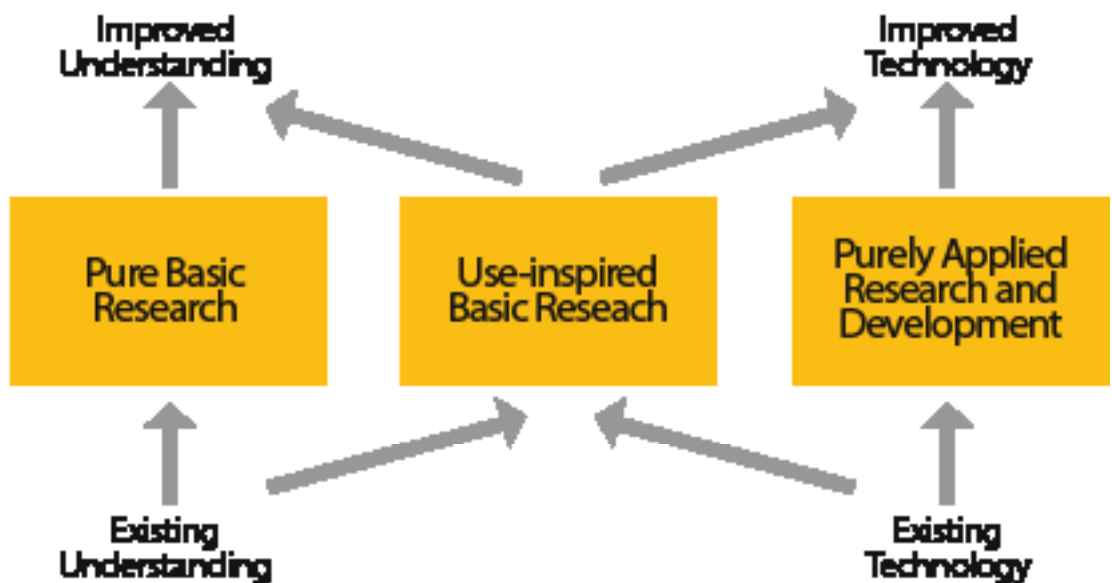 Improved
Understanding
Improved
Technology
Pure Basic
Research
Use-inspired
Basic Reseach
Purely Applied
Research and
Development
Existing
Understanding
Existing
Technology